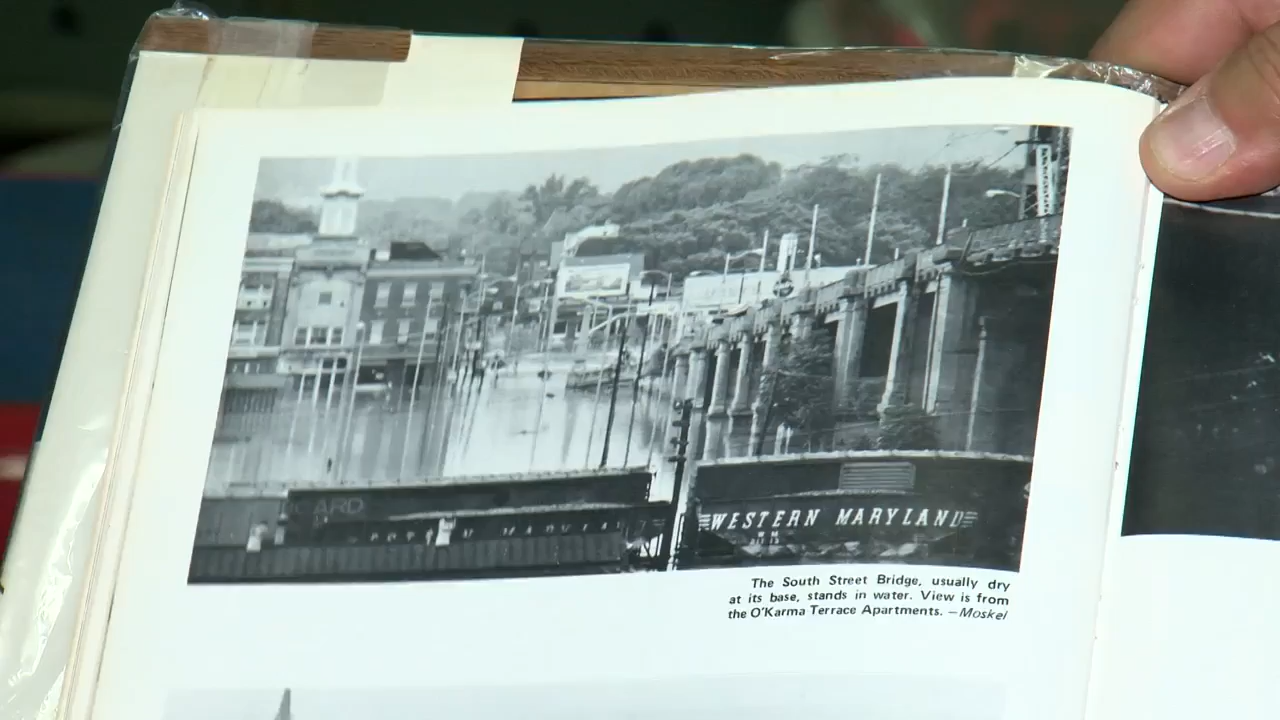 WESTERN MARYLAND
WM
The South Street Bridge, usually dry
at its base, stands in water. View is from
the O'Karma Terrace Apartments. —Moskel